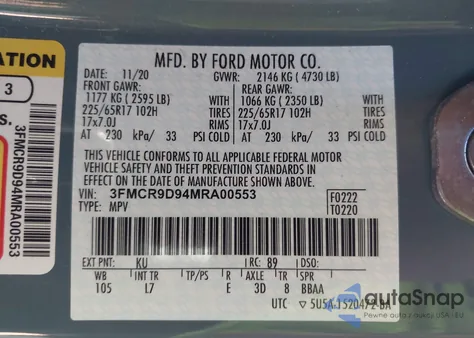 MFD. BY FORD MOTOR CO.
DATE: 11/20 GVWR: 2146 KG ( 4730 LB)
FRONT GAWR: REAR GAWR:
1177 KG ( 2595 LB) 1066 KG ( 2350 LB)
225/65R17 102H TIRES 225/65R17 102H TIRES
17x7.0J RIMS 17x7.0J RIMS
AT 230 kPa/ 33 PSI COLD AT 230 kPa/ 33 PSI COLD
THIS VEHICLE CONFORMS TO ALL APPLICABLE FEDERAL MOTOR
VEHICLE SAFETY AND THEFT PREVENTION STANDARDS IN
EFFECT ON THE DATE OF MANUFACTURE SHOWN ABOVE.
VIN: 3FMCR9D94MRA00553 F0222
TYPE: MPV T0220
EXT PNT: KU RC: 89 DSO:
WB INT TR TP/PS R AXLE TR SPR
105 L7 E 3D 8 BBAA
UTC
ATION
3
s.
3FMCR9D94MRA00553
autoSnap
Pewne auto z aukcji USA i EU